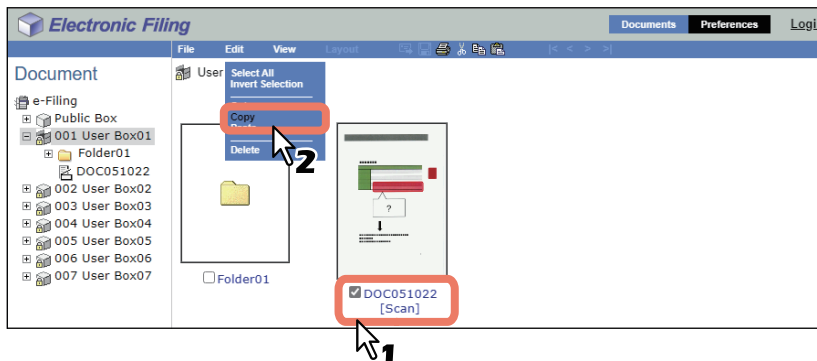 Electronic Filing
Documents
Preferences
Logi
File
Edit
View
Layout
|< < > >|
Document
User
Select All
Invert Selection
Copy
Delete
2
e-Filing
Public Box
001 User Box01
Folder01
DOC051022
002 User Box02
003 User Box03
004 User Box04
005 User Box05
006 User Box06
007 User Box07
?
Folder01
DOC051022
[Scan]
1